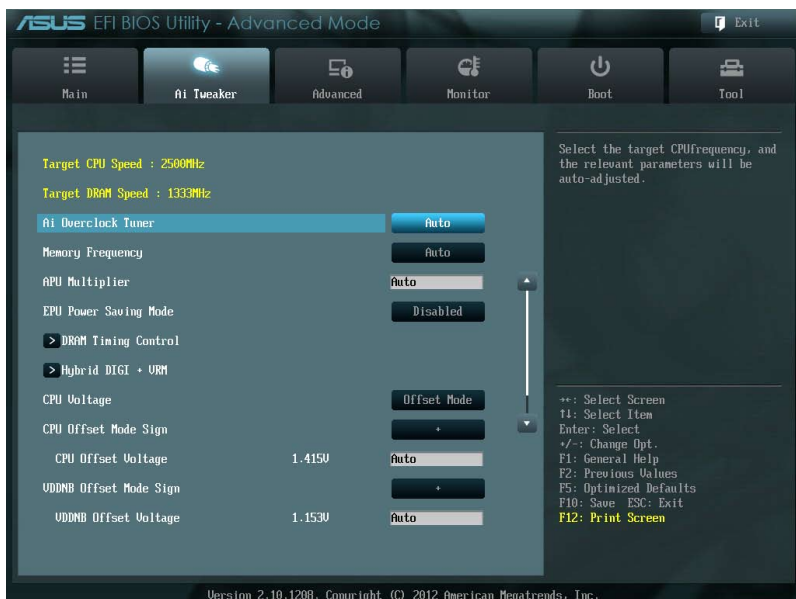 ASUS EFI BIOS Utility - Advanced Mode
Exit
Main
Ai Tweaker
Advanced
Monitor
Boot
Tool
Target CPU Speed : 2500MHz
Target DRAM Speed : 1333MHz
Ai Overclock Tuner Auto
Memory Frequency Auto
APU Multiplier Auto
EPU Power Saving Mode Disabled
> DRAM Timing Control
> Hybrid DIGI + VRM
CPU Voltage Offset Mode
CPU Offset Mode Sign +
CPU Offset Voltage 1.415V Auto
VDDNB Offset Mode Sign +
VDDNB Offset Voltage 1.153V Auto
Select the target CPUfrequency, and
the relevant parameters will be
auto-adjusted.
→←: Select Screen
↑↓: Select Item
Enter: Select
+/-: Change Opt.
F1: General Help
F2: Previous Values
F5: Optimized Defaults
F10: Save ESC: Exit
F12: Print Screen
Version 2.10.1208. Copyright (C) 2012 American Megatrends, Inc.